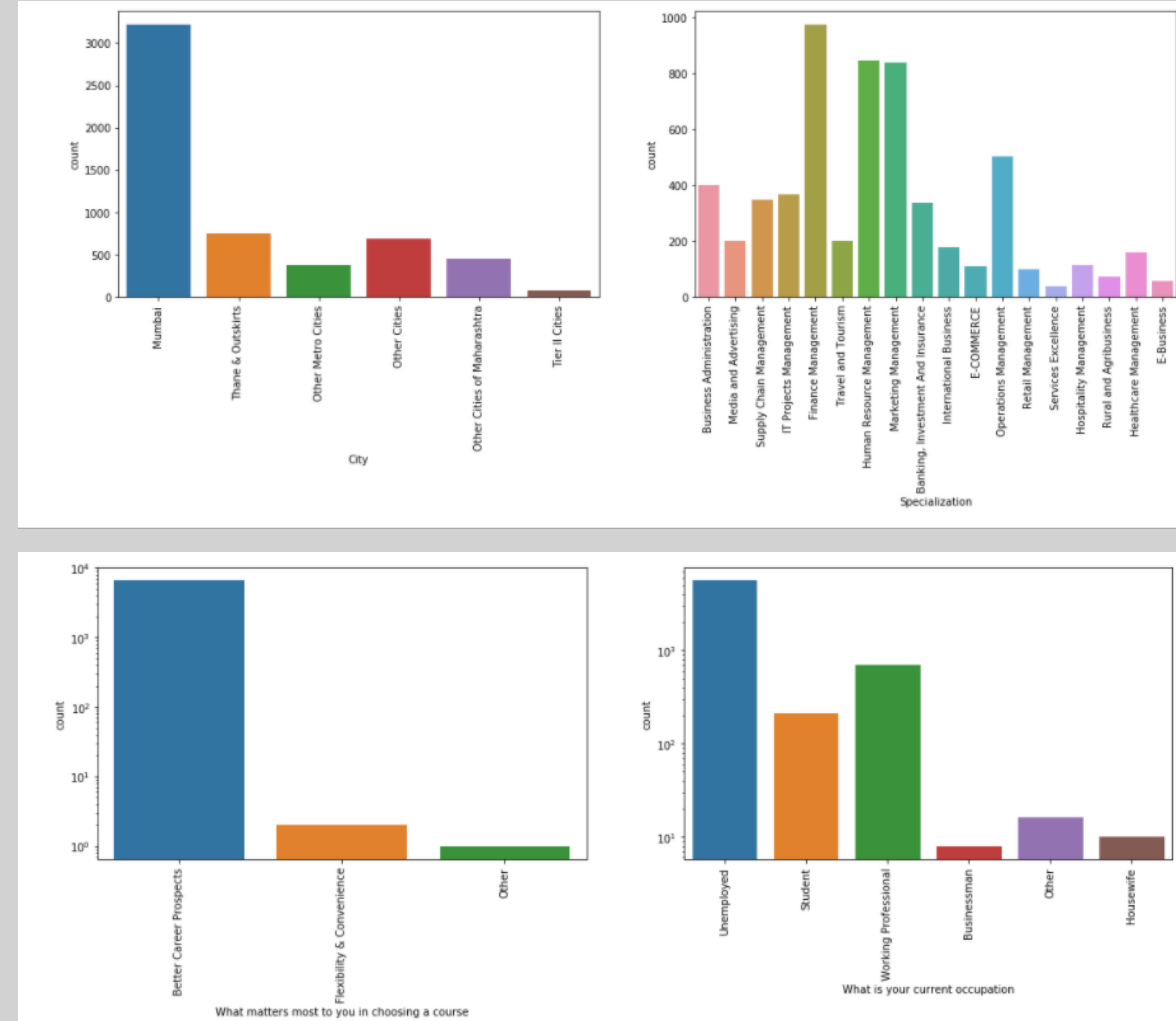 3000
2500
2000
1500
1000
500
0
count
Mumbai
Thane & Outskirts
Other Metro Cities
Other Cities
Other Cities of Maharashtra
Tier II Cities
City
1000
800
600
400
200
0
count
Business Administration
Media and Advertising
Supply Chain Management
IT Projects Management
Finance Management
Travel and Tourism
Human Resource Management
Marketing Management
Banking, Investment And Insurance
International Business
E-COMMERCE
Operations Management
Retail Management
Services Excellence
Hospitality Management
Rural and Agribusiness
Healthcare Management
E-Business
Specialization
10⁴
10³
10²
10¹
10⁰
count
Better Career Prospects
Flexibility & Convenience
Other
What matters most to you in choosing a course
10³
10²
10¹
count
Unemployed
Student
Working Professional
Businessman
Other
Housewife
What is your current occupation